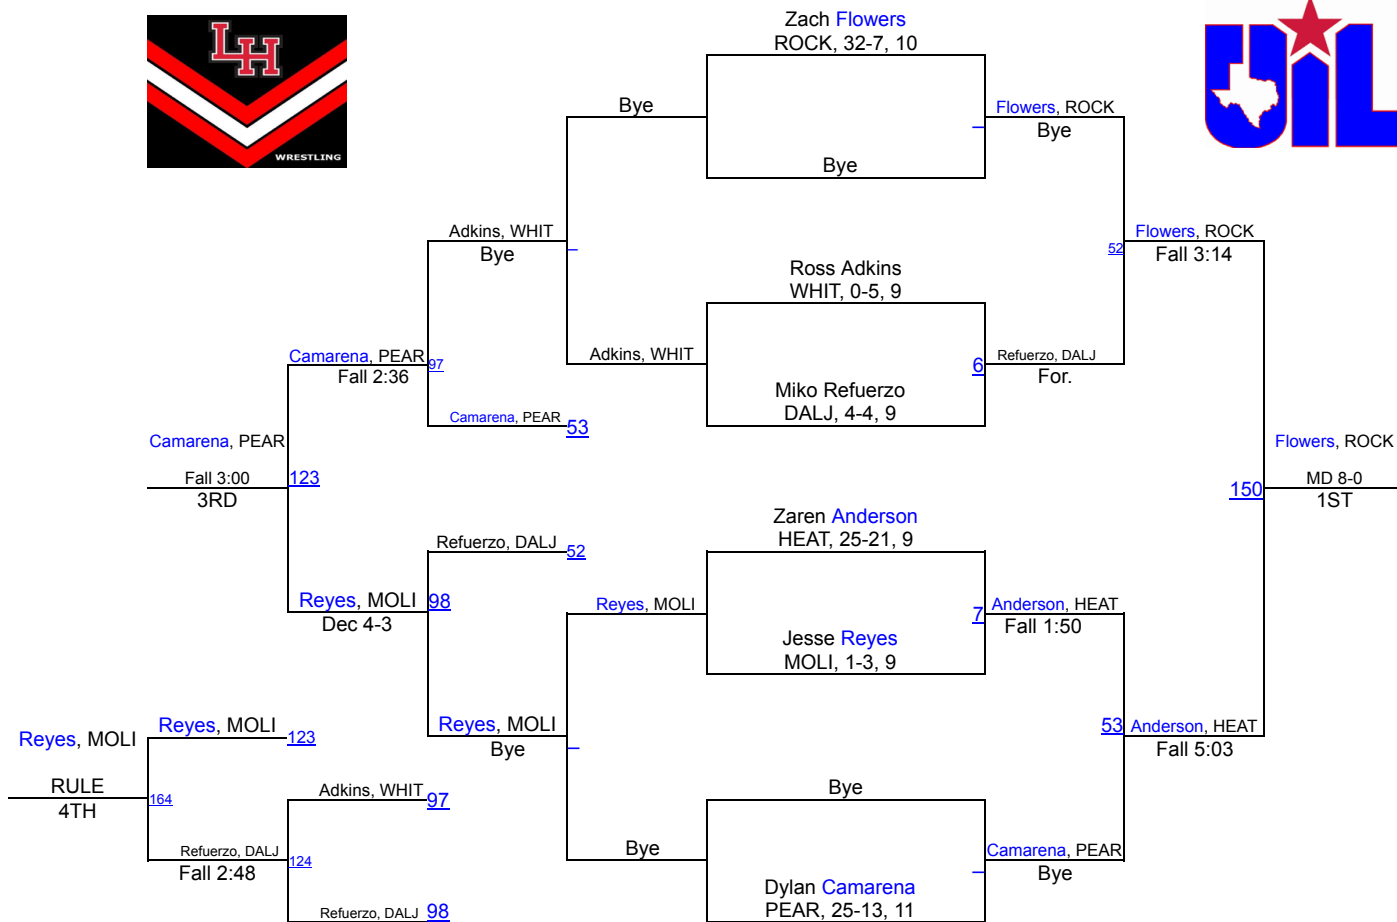 LH
WRESTLING
UIL
Zach Flowers
ROCK, 32-7, 10
Bye
Flowers, ROCK
Bye
Bye
Adkins, WHIT
Bye
Flowers, ROCK
52
Fall 3:14
Ross Adkins
WHIT, 0-5, 9
Adkins, WHIT
Camarena, PEAR
97
Fall 2:36
6
Refuerzo, DALJ
For.
Miko Refuerzo
DALJ, 4-4, 9
Camarena, PEAR
53
Camarena, PEAR
Fall 3:00
123
3RD
Flowers, ROCK
150
MD 8-0
1ST
Zaren Anderson
HEAT, 25-21, 9
Refuerzo, DALJ
52
Reyes, MOLI
98
Dec 4-3
Reyes, MOLI
7
Anderson, HEAT
Fall 1:50
Jesse Reyes
MOLI, 1-3, 9
Reyes, MOLI
Bye
53
Anderson, HEAT
Fall 5:03
Reyes, MOLI
Reyes, MOLI
123
RULE
164
4TH
Adkins, WHIT
97
Bye
Refuerzo, DALJ
124
Fall 2:48
Bye
Camarena, PEAR
Bye
Dylan Camarena
PEAR, 25-13, 11
Refuerzo, DALJ
98